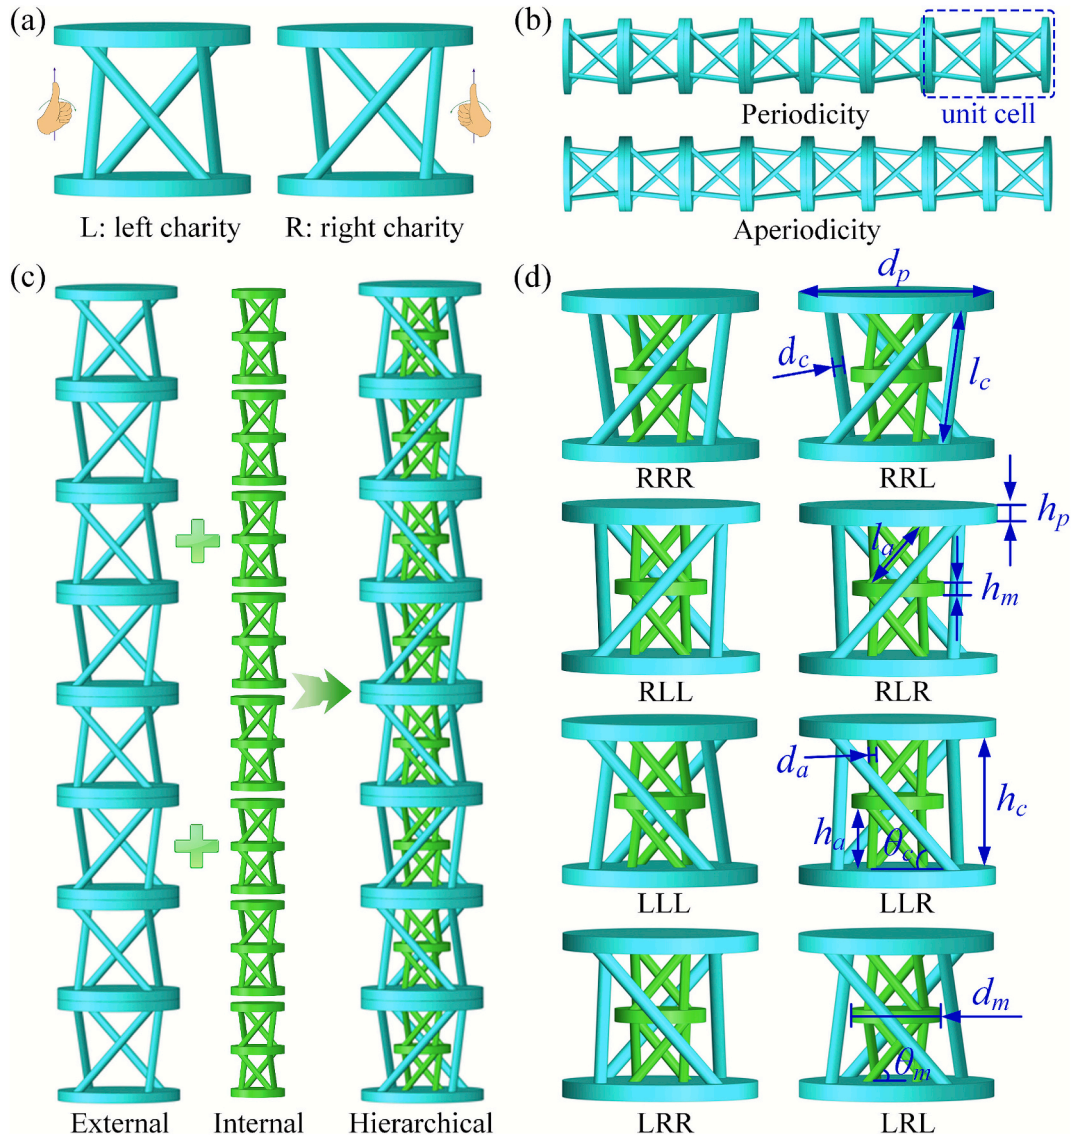 (a)
L: left charity
R: right charity
(b)
Periodicity
unit cell
Aperiodicity
(c)
External
Internal
Hierarchical
(d)
d_p
d_c
l_c
RRR
RRL
h_p
l_a
h_m
RLL
RLR
d_a
h_c
h_a
θ_c
LLL
LLR
d_m
θ_m
LRR
LRL